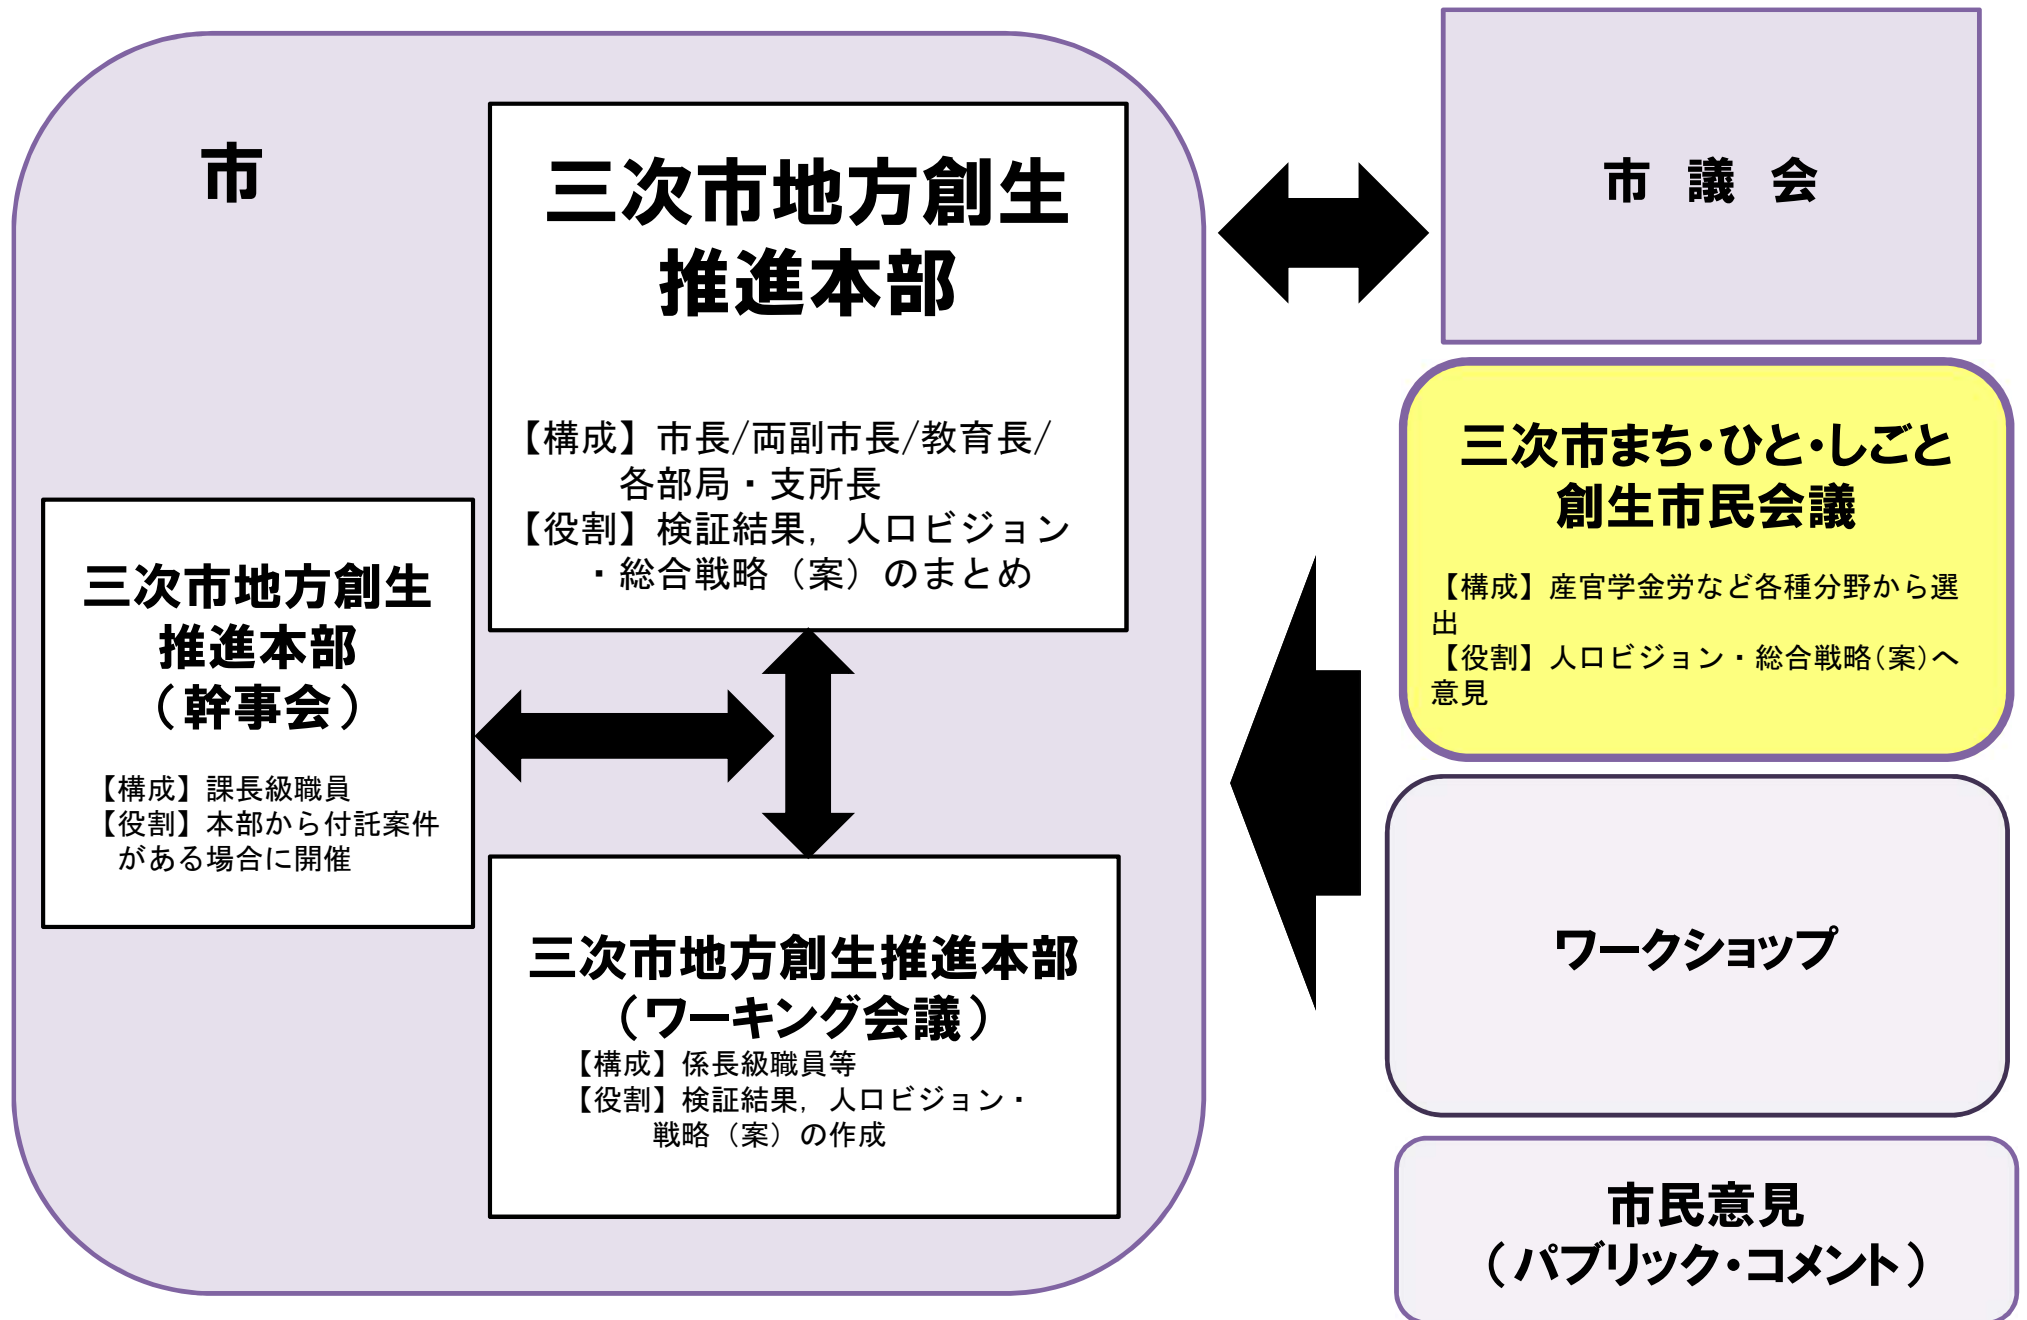 市
三次市地方創生
推進本部
【構成】市長/両副市長/教育長/
各部局・支所長
【役割】検証結果，人口ビジョン
・総合戦略（案）のまとめ
三次市地方創生
推進本部
（幹事会）
【構成】課長級職員
【役割】本部から付託案件
がある場合に開催
三次市地方創生推進本部
（ワーキング会議）
【構成】係長級職員等
【役割】検証結果，人口ビジョン・
戦略（案）の作成
市　議　会
三次市まち・ひと・しごと
創生市民会議
【構成】産官学金労など各種分野から選
出
【役割】人口ビジョン・総合戦略(案)へ
意見
ワークショップ
市民意見
（パブリック・コメント）